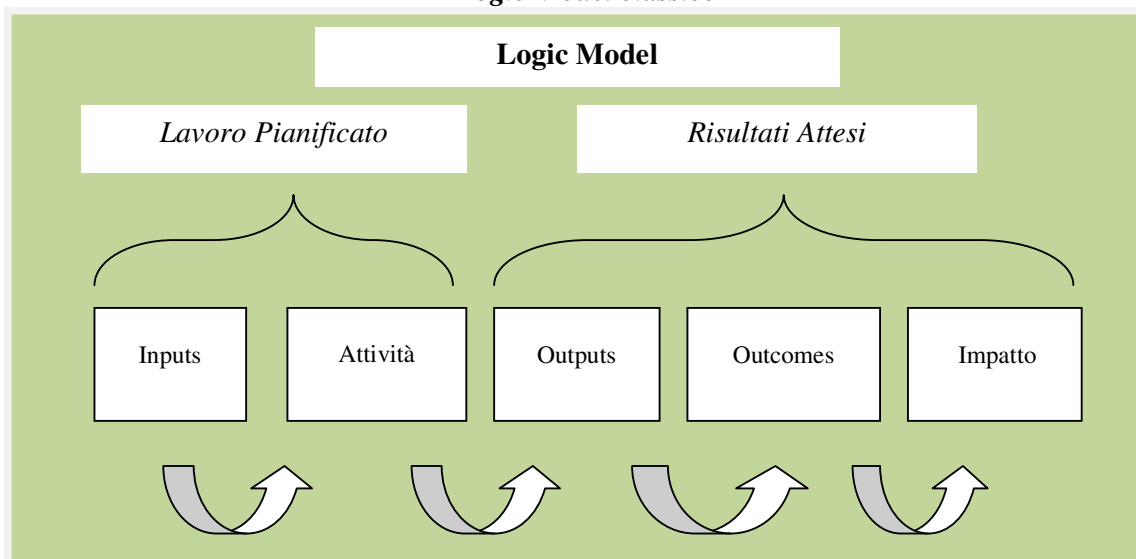 Logic Model
Lavoro Pianificato
Risultati Attesi
Inputs
Attività
Outputs
Outcomes
Impatto